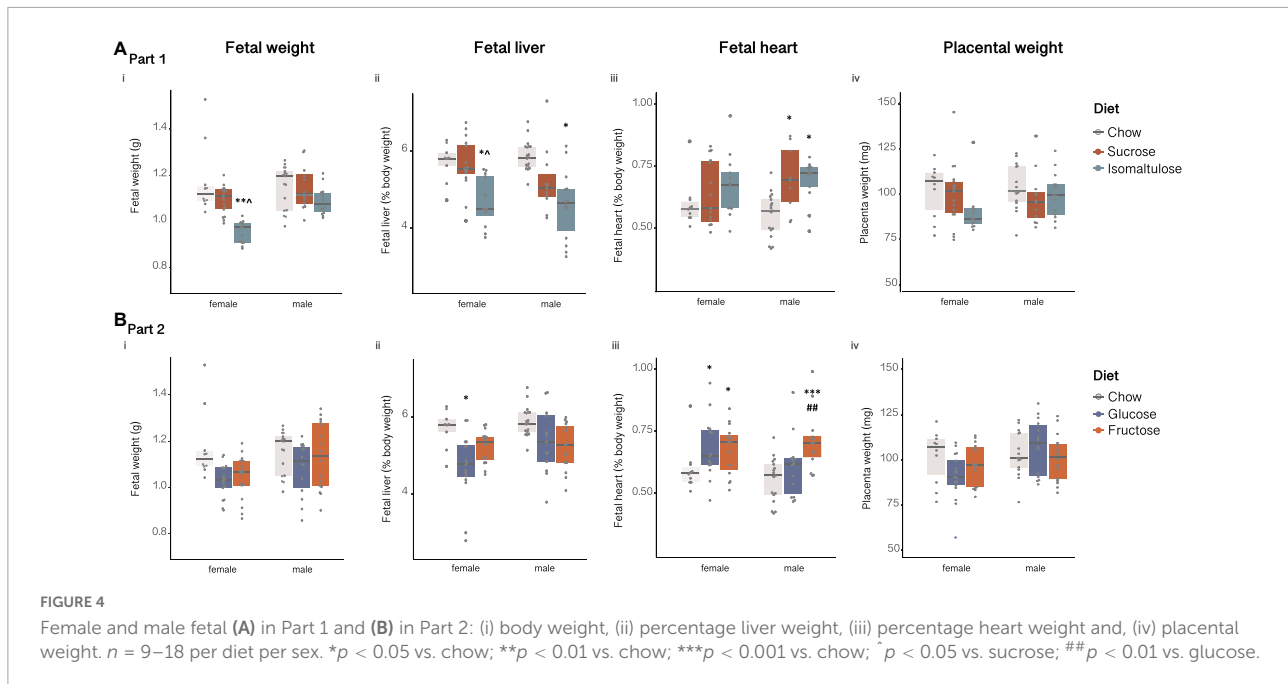 A Part 1
Fetal weight
Fetal liver
Fetal heart
Placental weight
i
ii
iii
iv
Fetal weight (g)
1.4
1.2
1.0
0.8
**^
female
male
Fetal liver (% body weight)
6
4
*^
*
female
male
Fetal heart (% body weight)
1.00
0.75
0.50
*
*
female
male
Placenta weight (mg)
150
125
100
75
50
female
male
Diet
Chow
Sucrose
Isomaltulose
B Part 2
i
ii
iii
iv
Fetal weight (g)
1.4
1.2
1.0
0.8
female
male
Fetal liver (% body weight)
6
4
*
female
male
Fetal heart (% body weight)
1.00
0.75
0.50
*
*
***
##
female
male
Placenta weight (mg)
150
125
100
75
50
female
male
Diet
Chow
Glucose
Fructose
FIGURE 4
Female and male fetal (A) in Part 1 and (B) in Part 2: (i) body weight, (ii) percentage liver weight, (iii) percentage heart weight and, (iv) placental
weight. n = 9–18 per diet per sex. *p < 0.05 vs. chow; **p < 0.01 vs. chow; ***p < 0.001 vs. chow; ^p < 0.05 vs. sucrose; ##p < 0.01 vs. glucose.